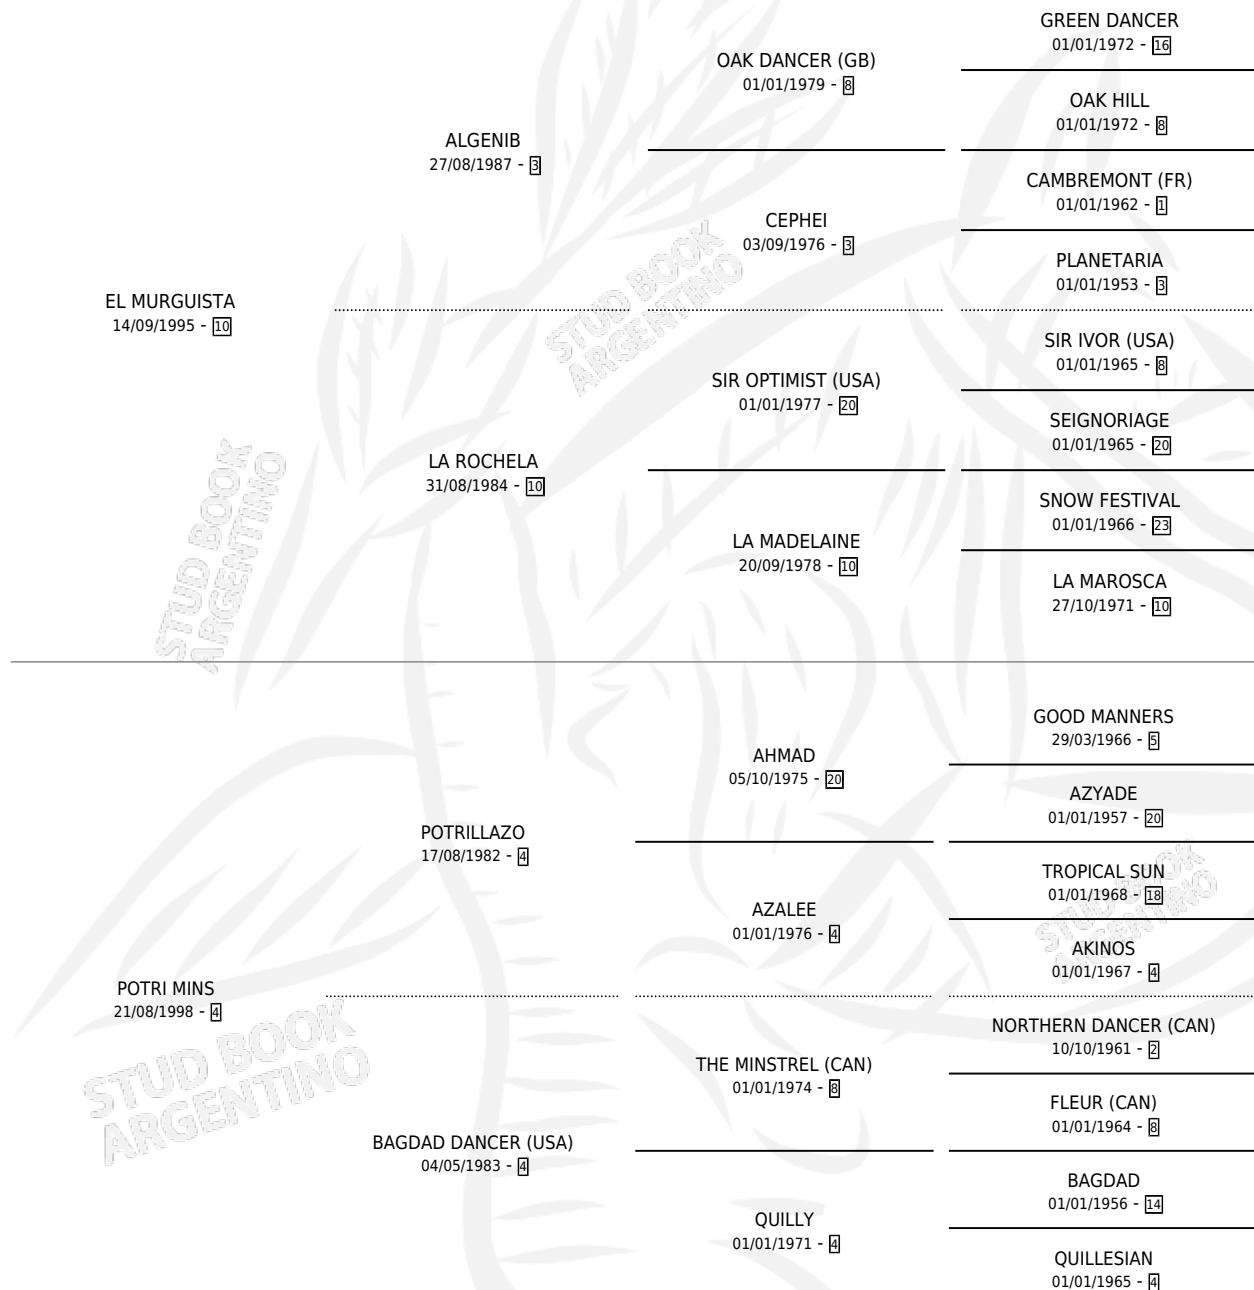 GREEN DANCER
01/01/1972 - 16
OAK DANCER (GB)
01/01/1979 - 8
OAK HILL
01/01/1972 - 8
ALGENIB
27/08/1987 - 3
CAMBREMONT (FR)
01/01/1962 - 1
CEPHEI
03/09/1976 - 3
PLANETARIA
01/01/1953 - 3
EL MURGUISTA
14/09/1995 - 10
SIR IVOR (USA)
01/01/1965 - 8
SIR OPTIMIST (USA)
01/01/1977 - 20
SEIGNORIAGE
01/01/1965 - 20
LA ROCHELA
31/08/1984 - 10
SNOW FESTIVAL
01/01/1966 - 23
LA MADELAINE
20/09/1978 - 10
LA MAROSCA
27/10/1971 - 10
STUD BOOK
ARGENTINO
STUD BOOK
ARGENTINO
GOOD MANNERS
29/03/1966 - 5
AHMAD
05/10/1975 - 20
AZYADE
01/01/1957 - 20
POTRILLAZO
17/08/1982 - 4
TROPICAL SUN
01/01/1968 - 18
AZALEE
01/01/1976 - 4
AKINOS
01/01/1967 - 4
POTRI MINS
21/08/1998 - 4
NORTHERN DANCER (CAN)
10/10/1961 - 2
THE MINSTREL (CAN)
01/01/1974 - 8
FLEUR (CAN)
01/01/1964 - 8
BAGDAD DANCER (USA)
04/05/1983 - 4
BAGDAD
01/01/1956 - 14
QUILLY
01/01/1971 - 4
QUILLESIAN
01/01/1965 - 4
STUD BOOK
ARGENTINO
STUD BOOK
ARGENTINO